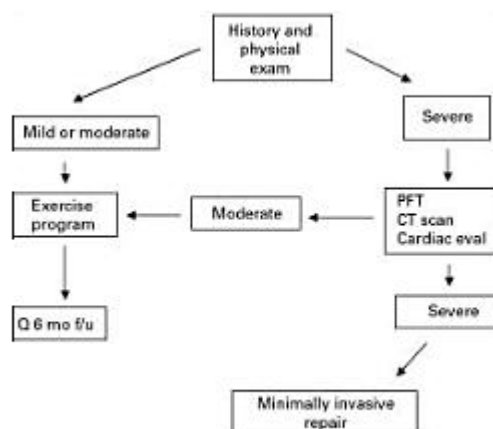 History and
physical
exam
Mild or moderate
Severe
Exercise
program
Moderate
PFT
CT scan
Cardiac eval
Q 6 mo f/u
Severe
Minimally invasive
repair